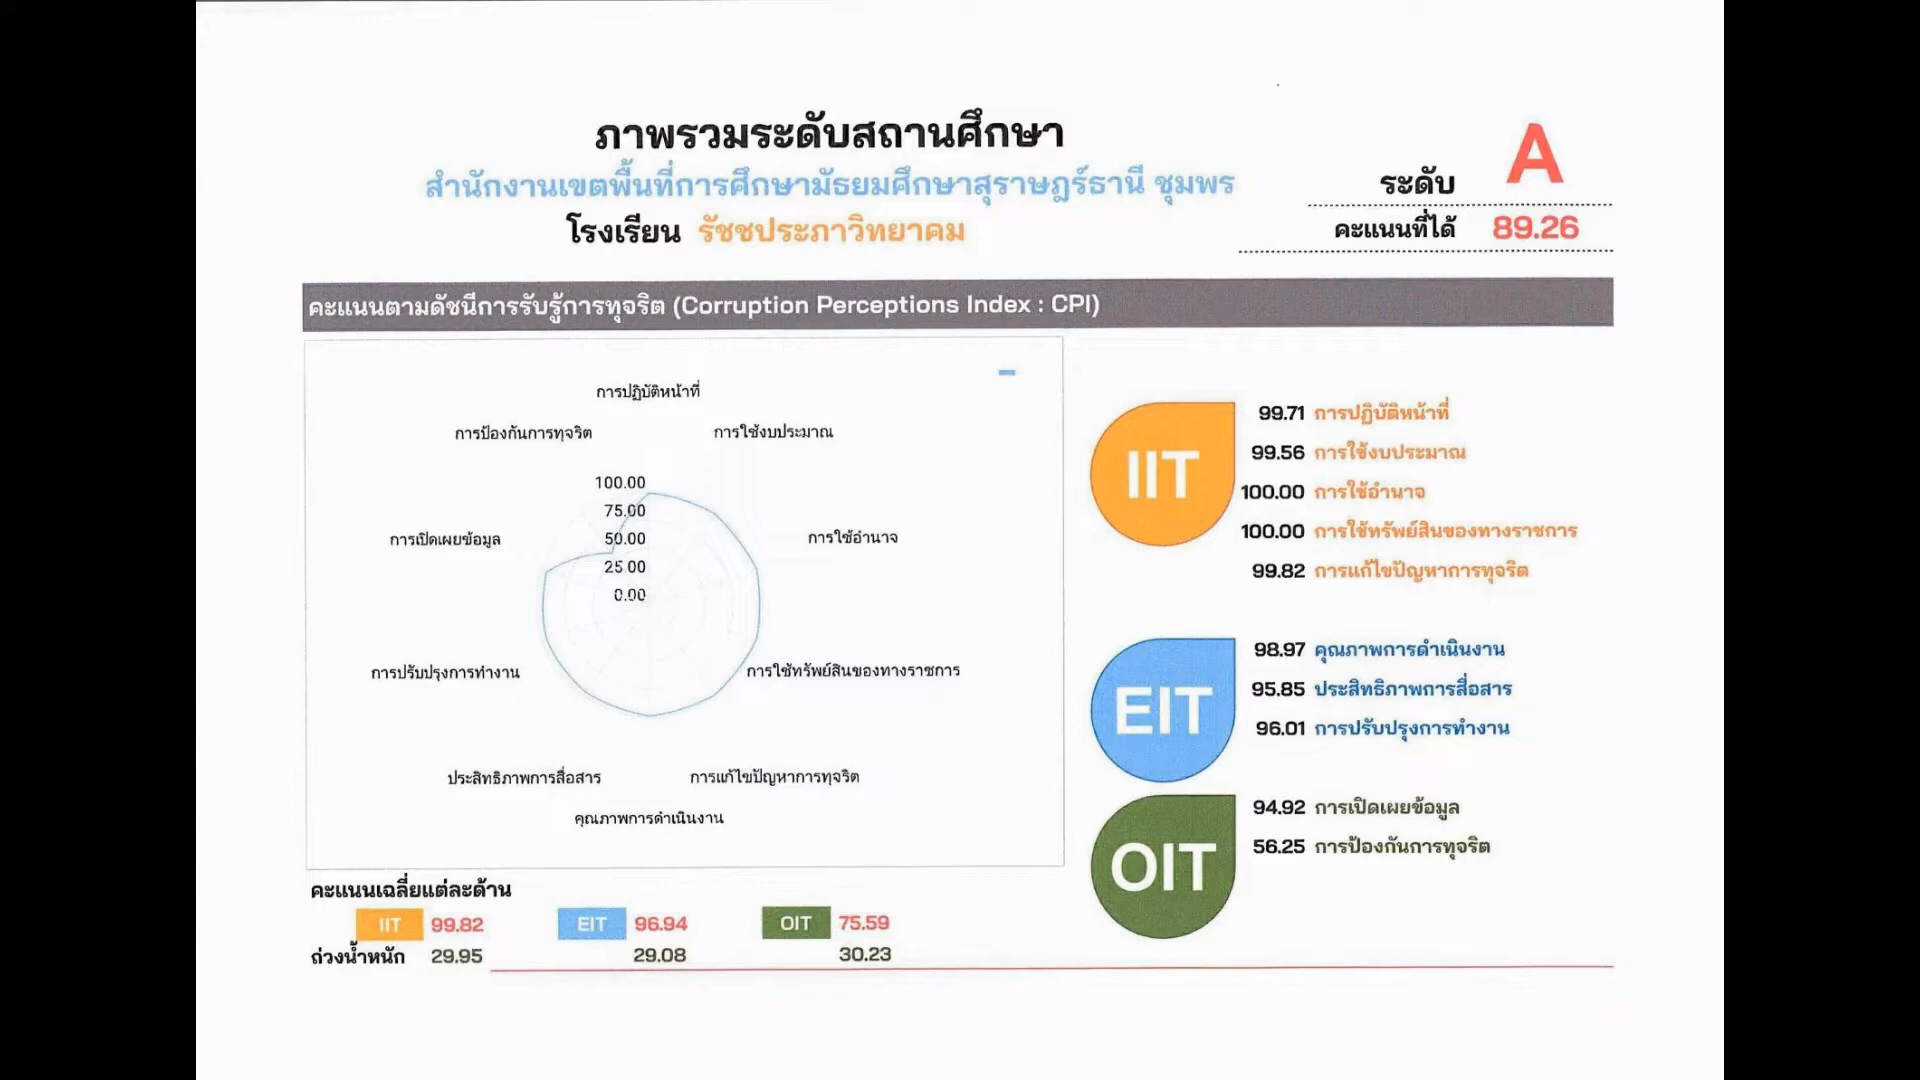 ภาพรวมระดับสถานศึกษา
สำนักงานเขตพื้นที่การศึกษามัธยมศึกษาสุราษฎร์ธานี ชุมพร
โรงเรียน รัชชประภาวิทยาคม
ระดับ A
คะแนนที่ได้ 89.26
คะแนนตามดัชนีการรับรู้การทุจริต (Corruption Perceptions Index : CPI)
การปฏิบัติหน้าที่
การป้องกันการทุจริต
การใช้งบประมาณ
100.00
75.00
50.00
25.00
0.00
การเปิดเผยข้อมูล
การใช้อำนาจ
การปรับปรุงการทำงาน
การใช้ทรัพย์สินของทางราชการ
ประสิทธิภาพการสื่อสาร
การแก้ไขปัญหาการทุจริต
คุณภาพการดำเนินงาน
IIT
99.71 การปฏิบัติหน้าที่
99.56 การใช้งบประมาณ
100.00 การใช้อำนาจ
100.00 การใช้ทรัพย์สินของทางราชการ
99.82 การแก้ไขปัญหาการทุจริต
EIT
98.97 คุณภาพการดำเนินงาน
95.85 ประสิทธิภาพการสื่อสาร
96.01 การปรับปรุงการทำงาน
OIT
94.92 การเปิดเผยข้อมูล
56.25 การป้องกันการทุจริต
คะแนนเฉลี่ยแต่ละด้าน
IIT 99.82 EIT 96.94 OIT 75.59
ถ่วงน้ำหนัก 29.95 29.08 30.23